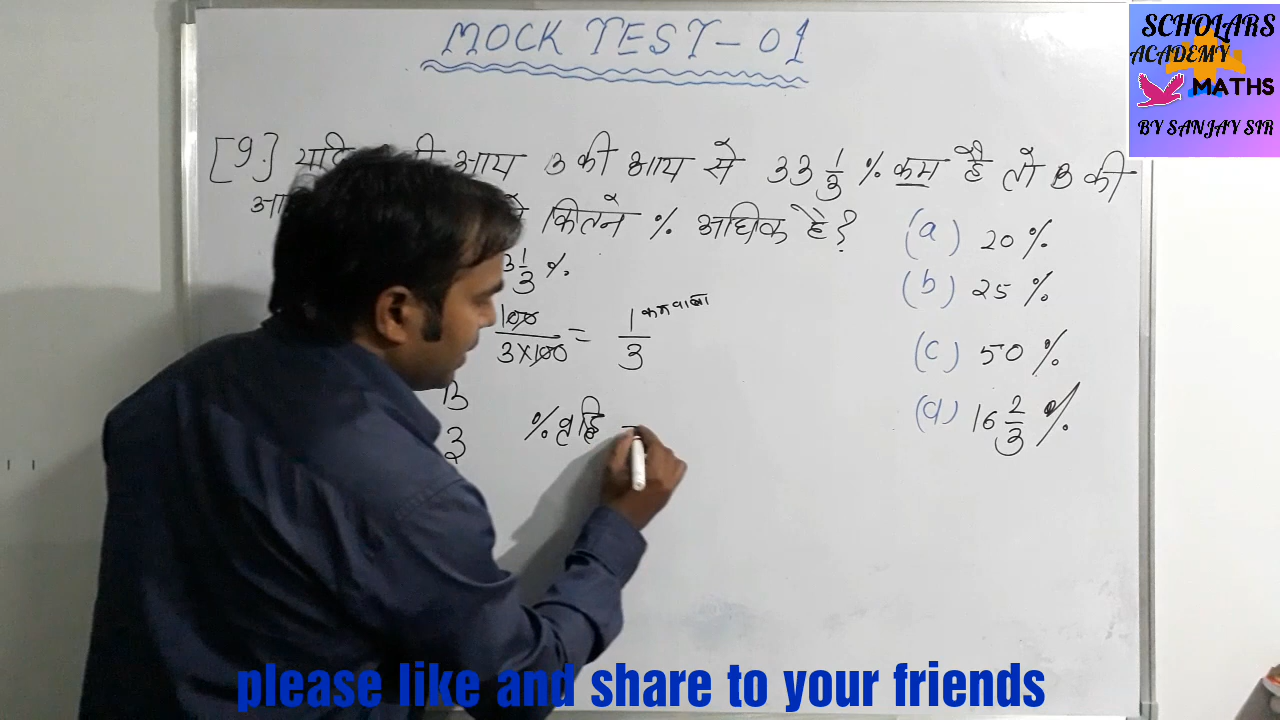 MOCK TEST-01
SCHOLARS
ACADEMY
MATHS
BY SANJAY SIR
[9.] आय B की आय से 33 1/3 % कम है तो B की
कितने % अधिक है?
(a) 20 %
(b) 25 %
(c) 50 %
(d) 16 2/3 %
3 1/3 %
100/3×100 = 1/3 कमवाला
B
3
% वृद्धि
please like and share to your friends